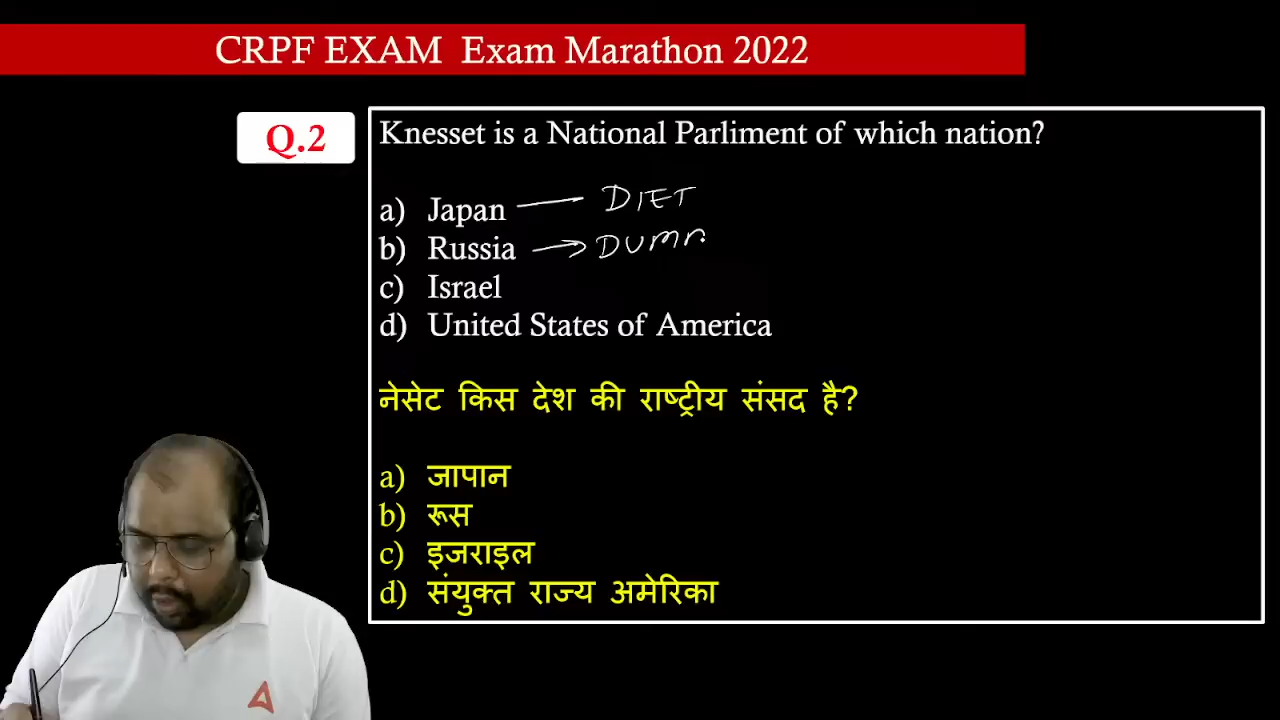 CRPF EXAM Exam Marathon 2022
Q.2
Knesset is a National Parliment of which nation?
a) Japan — DIET
b) Russia →
c) Israel
d) United States of America
नेसेट किस देश की राष्ट्रीय संसद है?
a) जापान
b) रूस
c) इजराइल
d) संयुक्त राज्य अमेरिका